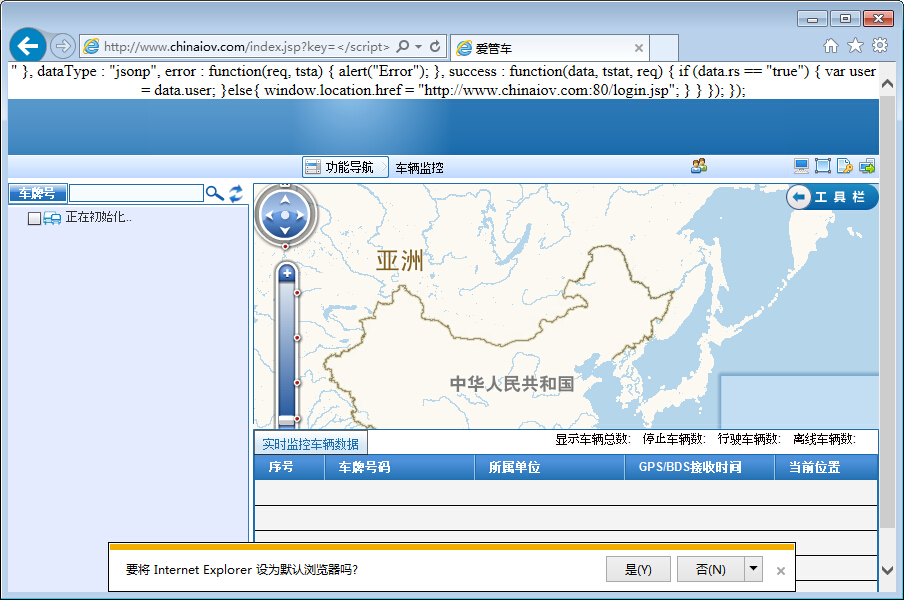 http://www.chinaiov.com/index.jsp?key=</script>
爱管车
" }, dataType : "jsonp", error : function(req, tsta) { alert("Error"); }, success : function(data, tstat, req) { if (data.rs == "true") { var user
= data.user; }else{ window.location.href = "http://www.chinaiov.com:80/login.jsp"; } } }); });
功能导航 车辆监控
车牌号
工 具 栏
正在初始化..
亚洲
中华人民共和国
实时监控车辆数据 显示车辆总数: 停止车辆数: 行驶车辆数: 离线车辆数:
序号 车牌号码 所属单位 GPS/BDS接收时间 当前位置
要将 Internet Explorer 设为默认浏览器吗? 是(Y) 否(N)